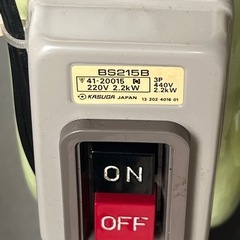 BS215B
41-20015
220V 2.2kW
3P
440V
2.2kW
KASUGA JAPAN
13 202 4016 01
ON
OFF